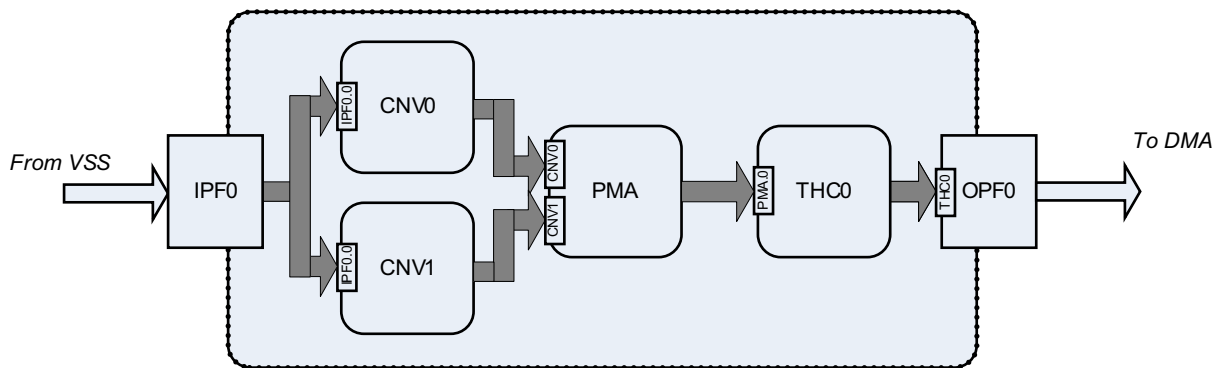 From VSS
IPF0
IPF0.0
CNV0
IPF0.0
CNV1
CNV0
CNV1
PMA
PMA.0
THC0
THC0
OPF0
To DMA